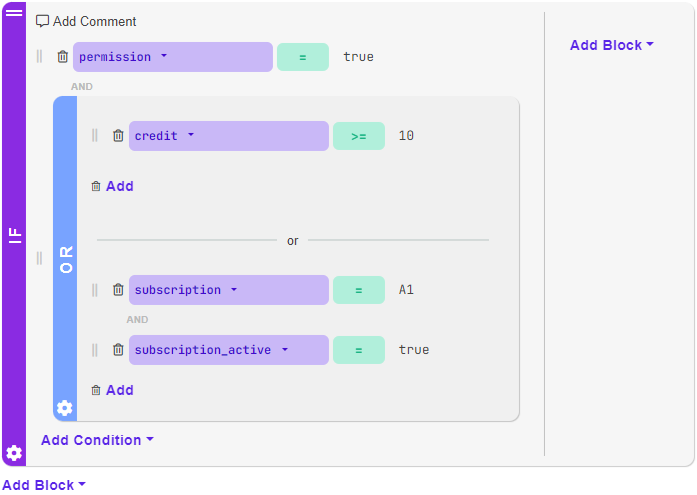 Add Comment
Add Block
permission = true
AND
credit >= 10
Add
IF
OR
or
subscription = A1
AND
subscription_active = true
Add
Add Condition
Add Block